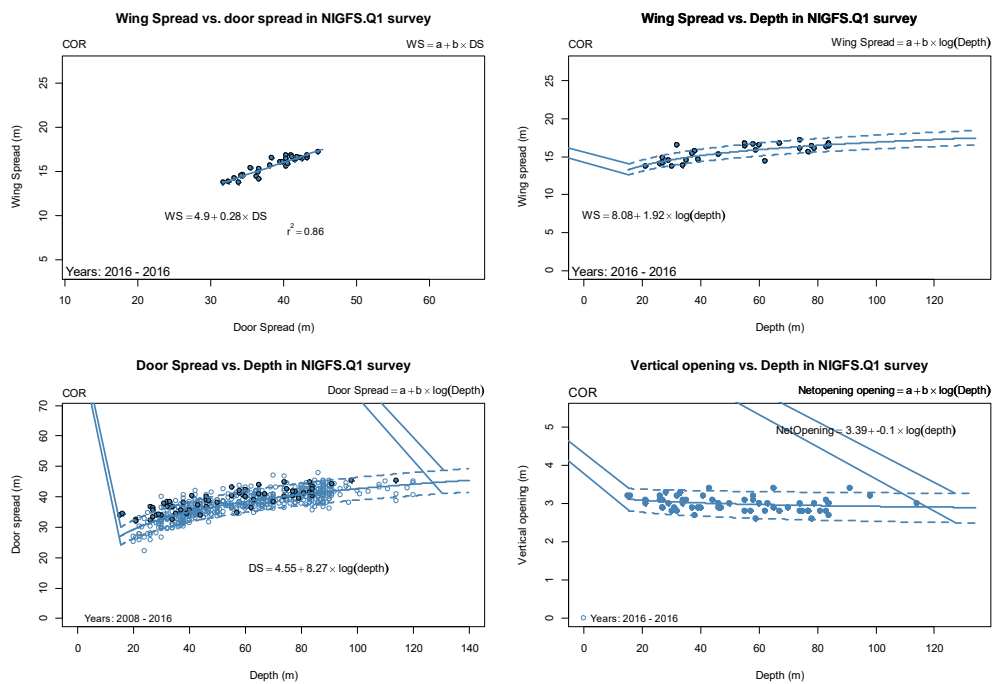 Wing Spread vs. door spread in NIGFS.Q1 survey
COR
WS = a + b × DS
Wing Spread (m)
25
20
15
10
5
WS = 4.9 + 0.28 × DS
r² = 0.86
Years: 2016 - 2016
10 20 30 40 50 60
Door Spread (m)
Wing Spread vs. Depth in NIGFS.Q1 survey
COR
Wing Spread = a + b × log(Depth)
Wing spread (m)
25
20
15
10
5
0
WS = 8.08 + 1.92 × log(depth)
Years: 2016 - 2016
0 20 40 60 80 100 120
Depth (m)
Door Spread vs. Depth in NIGFS.Q1 survey
COR
Door Spread = a + b × log(Depth)
Door spread (m)
70
60
50
40
30
20
10
0
DS = 4.55 + 8.27 × log(depth)
Years: 2008 - 2016
0 20 40 60 80 100 120 140
Depth (m)
Vertical opening vs. Depth in NIGFS.Q1 survey
COR
Netopening opening = a + b × log(Depth)
Vertical opening (m)
5
4
3
2
1
0
NetOpening = 3.39 + -0.1 × log(depth)
Years: 2016 - 2016
0 20 40 60 80 100 120
Depth (m)